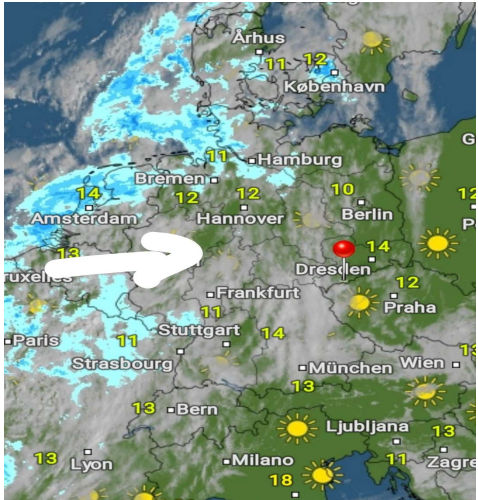 Århus
11 12
København
G
11 Hamburg
Bremen
14 12 12 10 12
Amsterdam Hannover Berlin P
13 14
ruxelles Dresden
12
Frankfurt Praha
11
Stuttgart
Paris 11 14
Strasbourg 13
München Wien
13
13 Bern
Ljubljana
13
13 Lyon Milano 11 Zagre
18